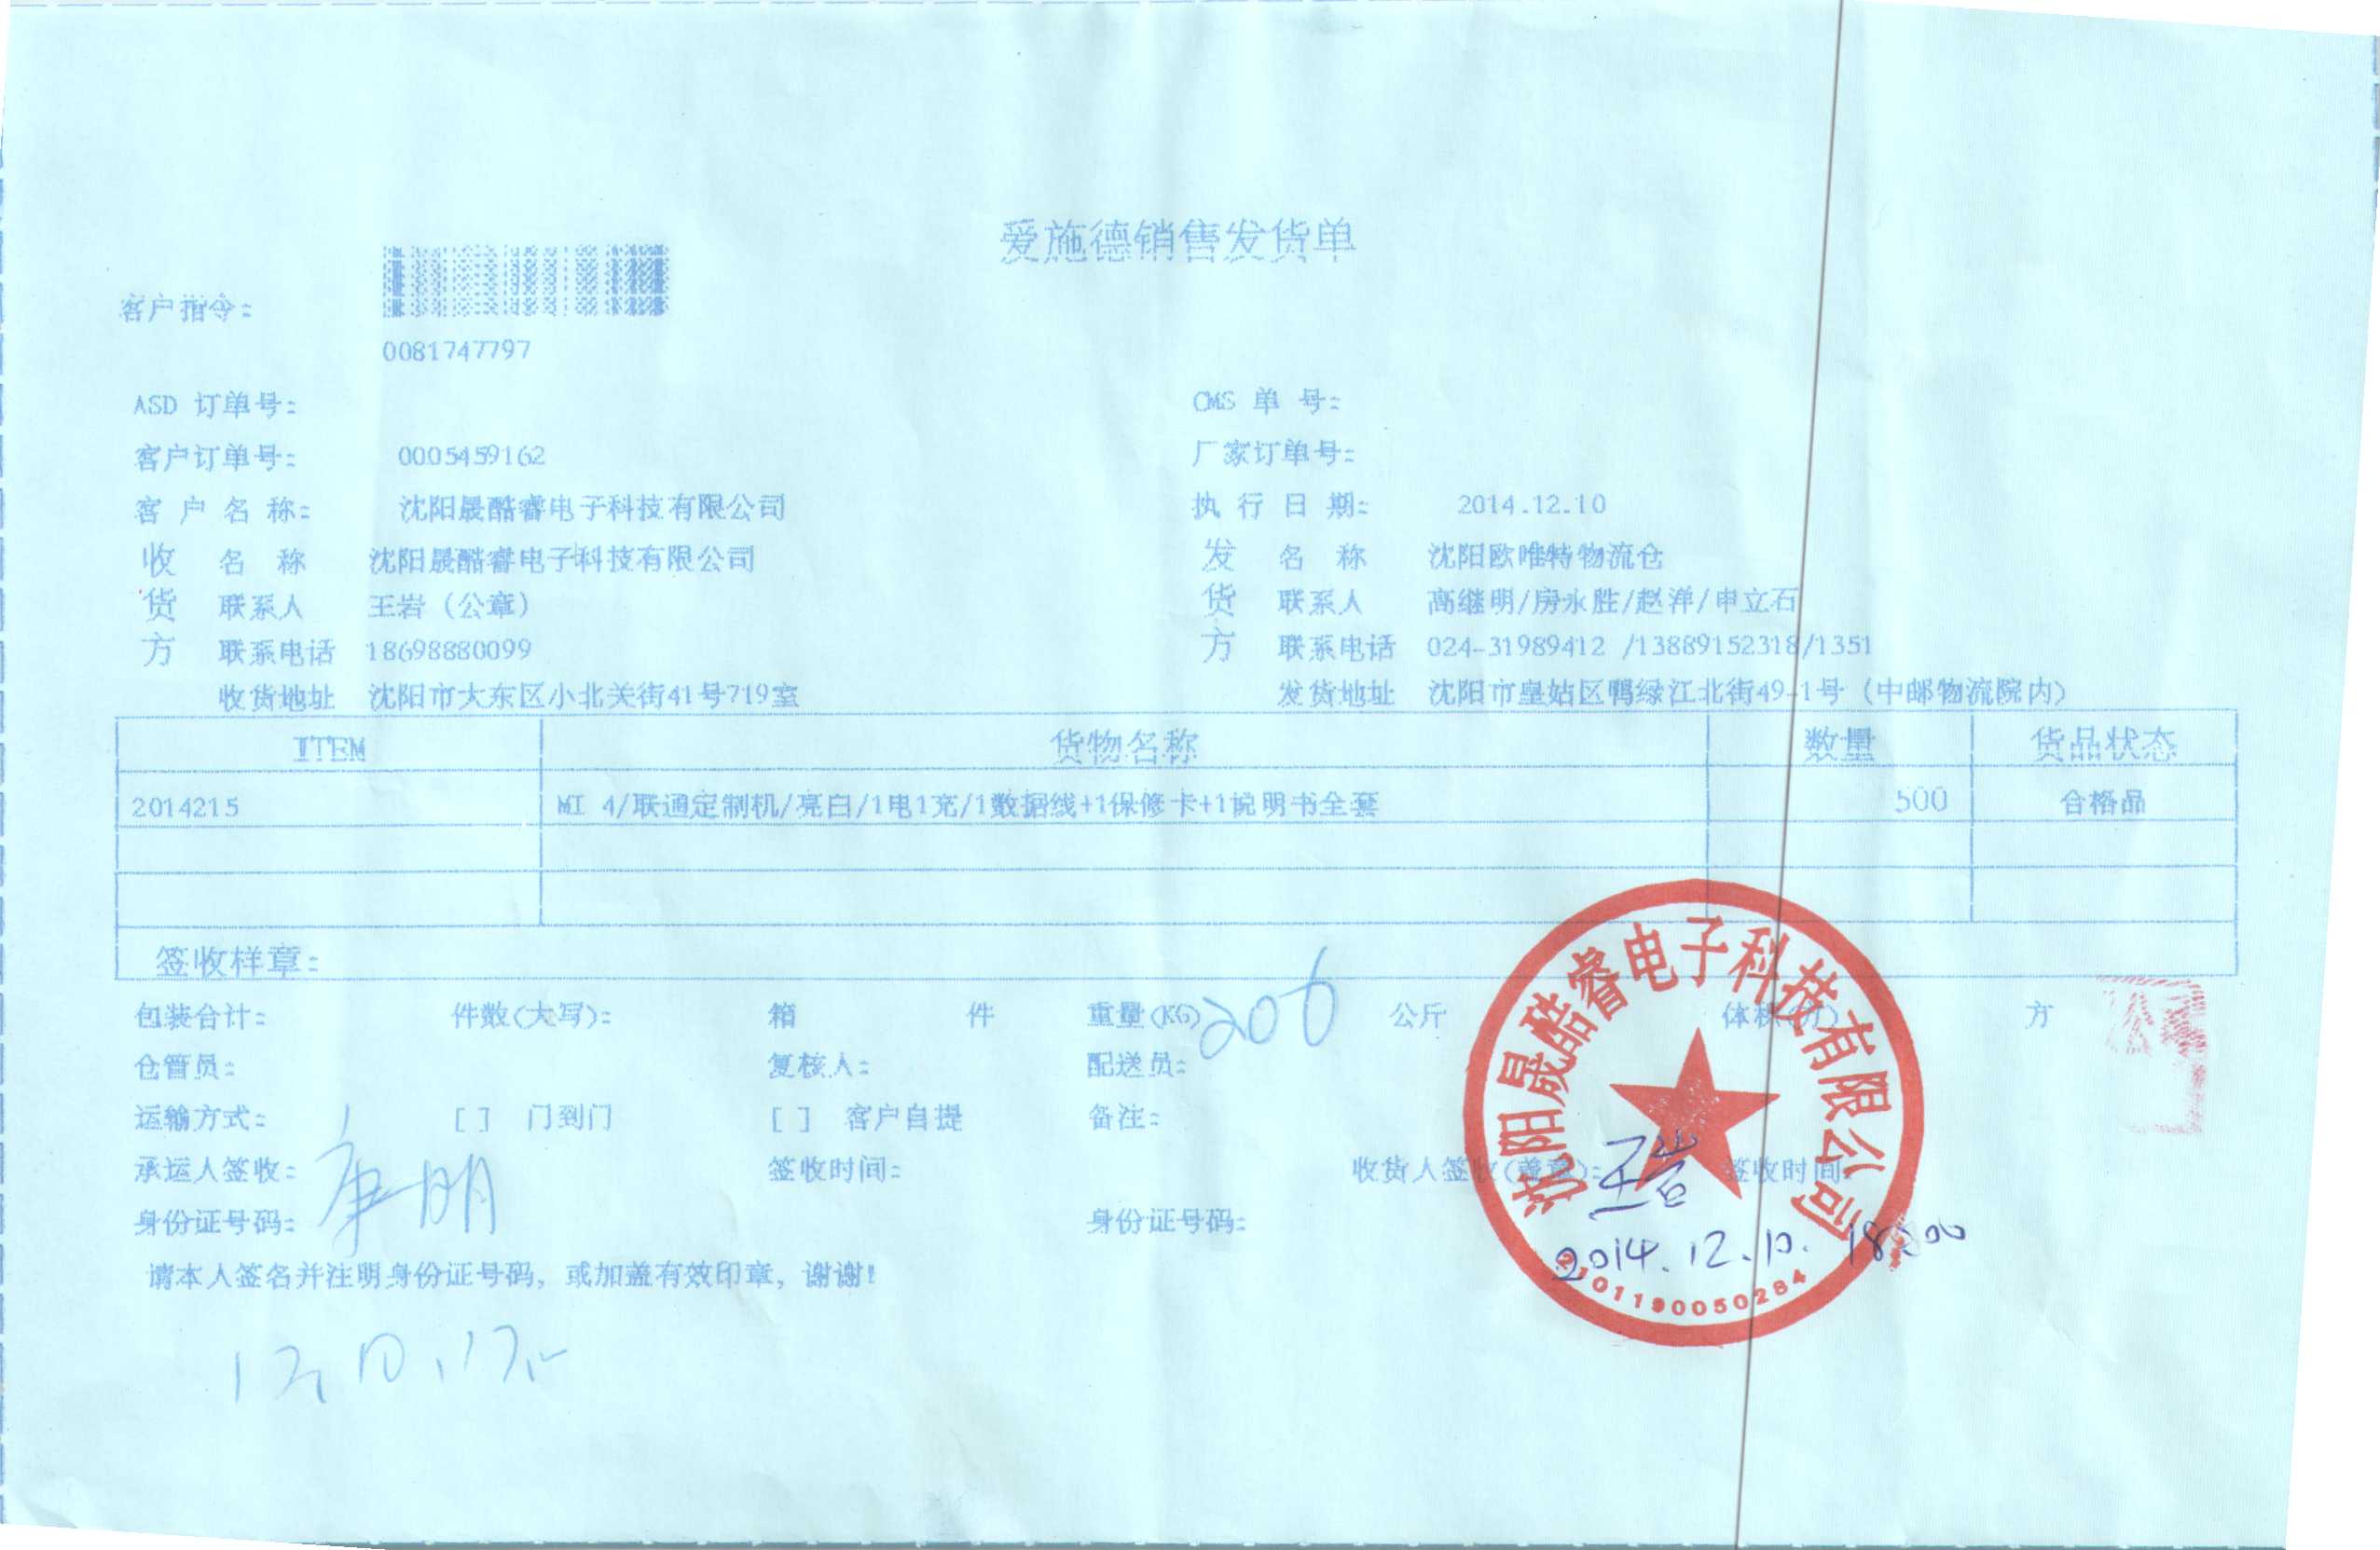 爱施德销售发货单
客户指令：
0081747797
ASD 订单号： CMS 单 号：
客户订单号： 0005459162 厂家订单号：
客 户 名 称： 沈阳晟酷睿电子科技有限公司 执 行 日 期： 2014.12.10
收 名 称 沈阳晟酷睿电子科技有限公司 发 名 称 沈阳欧唯特物流仓
货 联系人 王岩（公章） 货 联系人 高继明/房永胜/赵洋/申立石
方 联系电话 18698880099 方 联系电话 024-31989412 /13889152318/1351
收货地址 沈阳市大东区小北关街41号719室 发货地址 沈阳市皇姑区鸭绿江北街49-1号（中邮物流院内）
ITEM 货物名称 数量 货品状态
2014215 MI 4/联通定制机/亮白/1电1充/1数据线+1保修卡+1说明书全套 500 合格品
签收样章：
包装合计： 件数(大写)： 箱 件 重量(KG) 206 公斤 体积(方) 方
仓管员： 复核人： 配送员：
运输方式： [ ] 门到门 [ ] 客户自提 备注：
承运人签收： 签收时间： 收货人签收(盖章)： 王岩 签收时间：
身份证号码： 身份证号码：
2014.12.10. 18:00
请本人签名并注明身份证号码，或加盖有效印章，谢谢！
沈阳晟酷睿电子科技有限公司
2101190050284